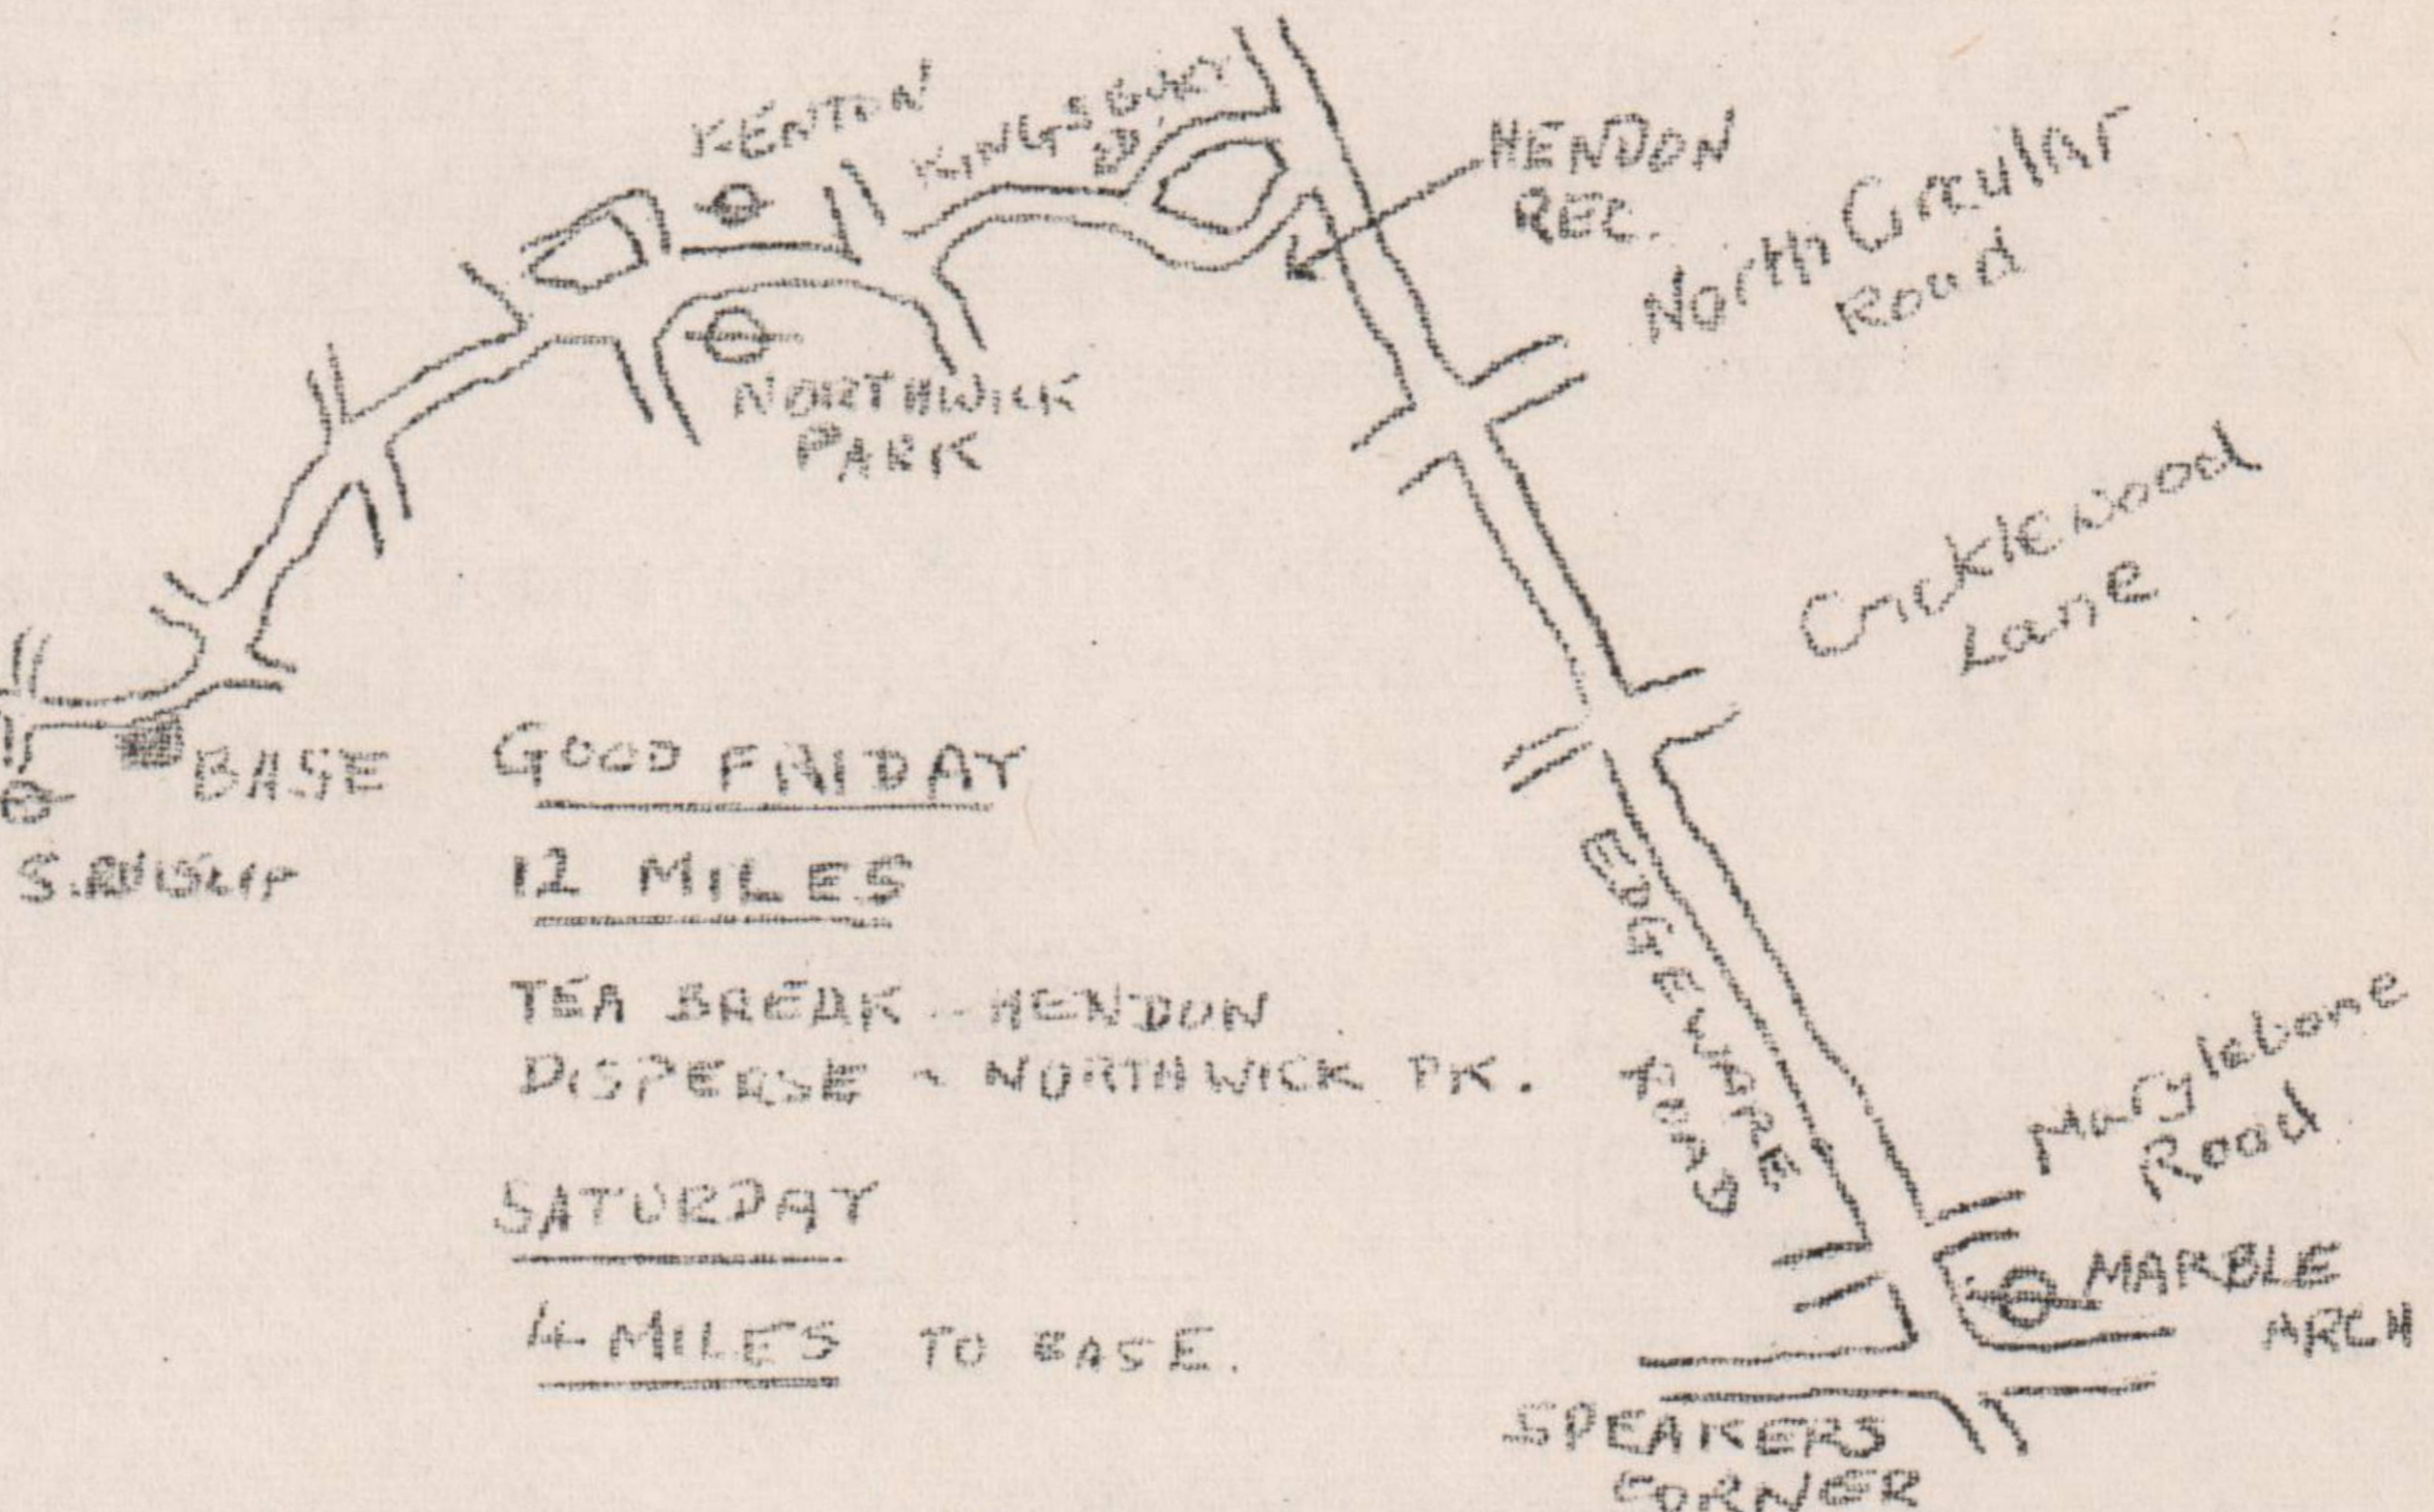 KENTON
KINGSBURY
RD.
HENDON
REC.
North Circular
Road
NORTHWICK
PARK
Cricklewood
Lane
BASE
S. RUISLIP
GOOD FRIDAY
12 MILES
TEA BREAK - HENDON
DISPERSE - NORTHWICK PK.
SATURDAY
4 MILES TO BASE.
EDGEWARE
ROAD
Marylebone
Road
MARBLE
ARCH
SPEAKERS
CORNER